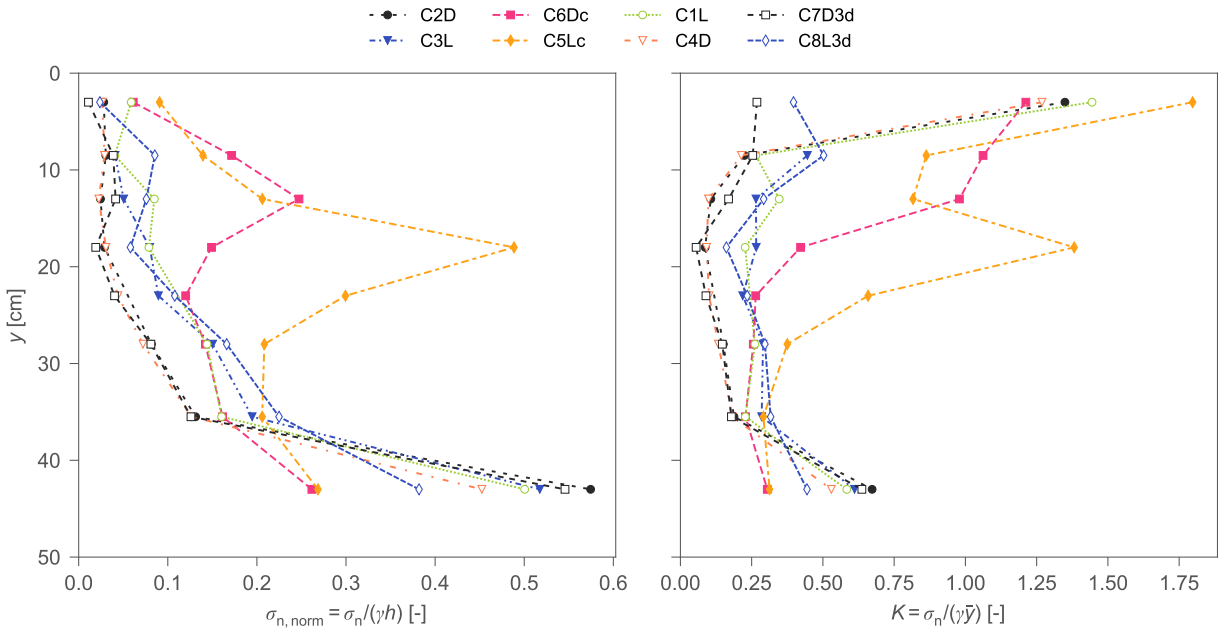 C2D C6Dc C1L C7D3d
C3L C5Lc C4D C8L3d
0
10
20
30
40
50
y [cm]
0.0 0.1 0.2 0.3 0.4 0.5 0.6
σn, norm = σn/(γh) [-]
0.00 0.25 0.50 0.75 1.00 1.25 1.50 1.75
K = σn/(γȳ) [-]